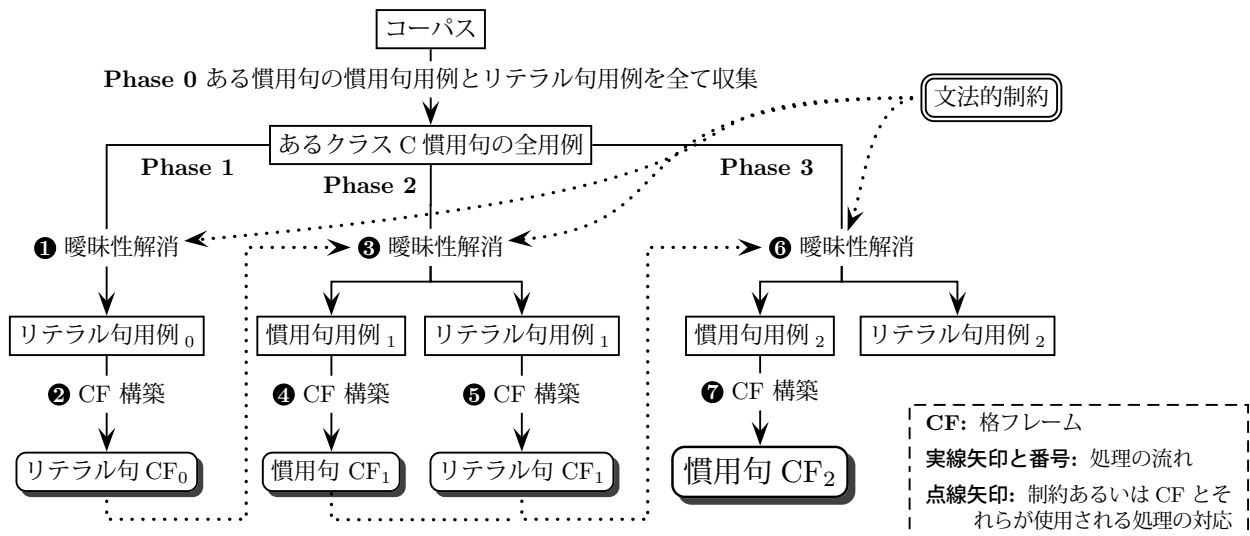 コーパス
Phase 0 ある慣用句の慣用句用例とリテラル句用例を全て収集
文法的制約
あるクラス C 慣用句の全用例
Phase 1
Phase 2
Phase 3
❶ 曖昧性解消
❸ 曖昧性解消
❻ 曖昧性解消
リテラル句用例 0
慣用句用例 1
リテラル句用例 1
慣用句用例 2
リテラル句用例 2
❷ CF 構築
❹ CF 構築
❺ CF 構築
❼ CF 構築
リテラル句 CF0
慣用句 CF1
リテラル句 CF1
慣用句 CF2
CF: 格フレーム
実線矢印と番号: 処理の流れ
点線矢印: 制約あるいは CF とそ
れらが使用される処理の対応